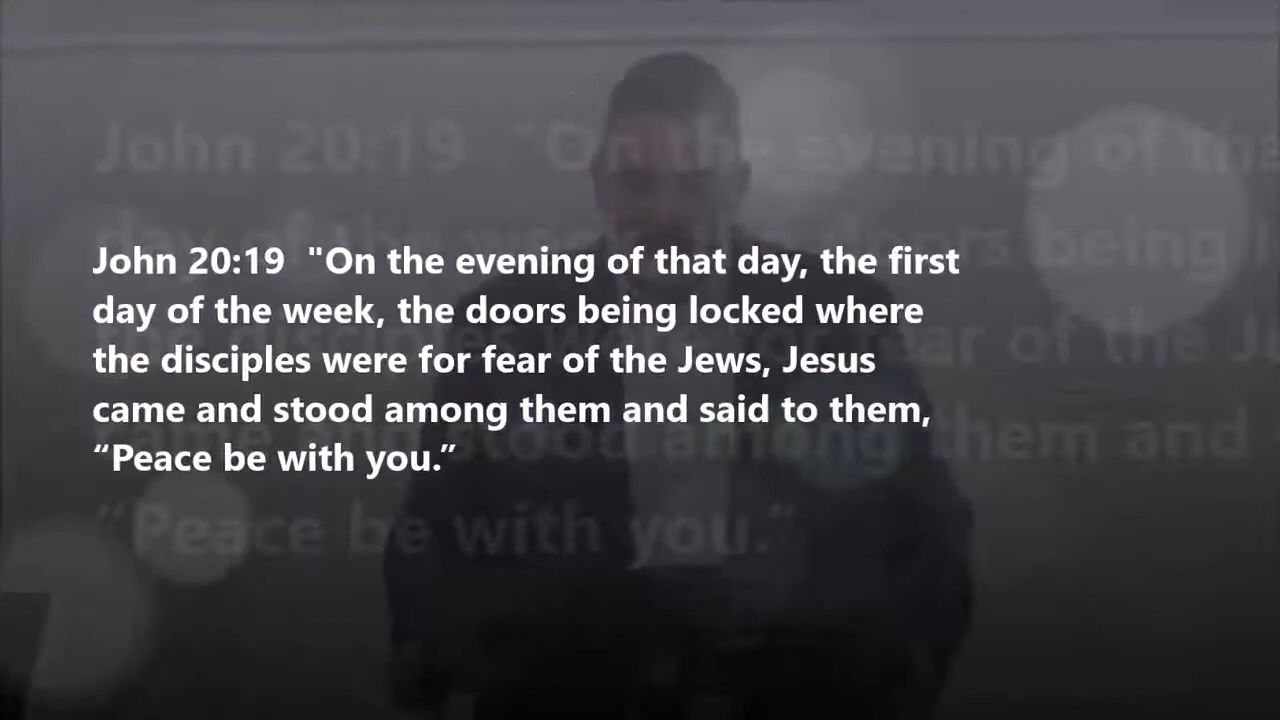 John 20:19  "On the evening of that day, the first
day of the week, the doors being locked where
the disciples were for fear of the Jews, Jesus
came and stood among them and said to them,
“Peace be with you.”